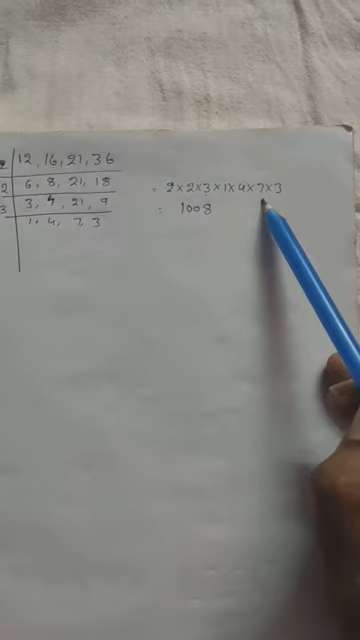 2 | 12, 16, 21, 36
2 | 6, 8, 21, 18
3 | 3, 4, 21, 9
1, 4, 7, 3
= 2×2×3×1×4×7×3
= 1008